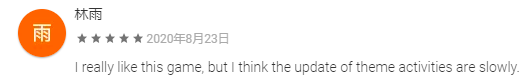 林雨
雨
★★★★★ 2020年8月23日
I really like this game, but I think the update of theme activities are slowly.